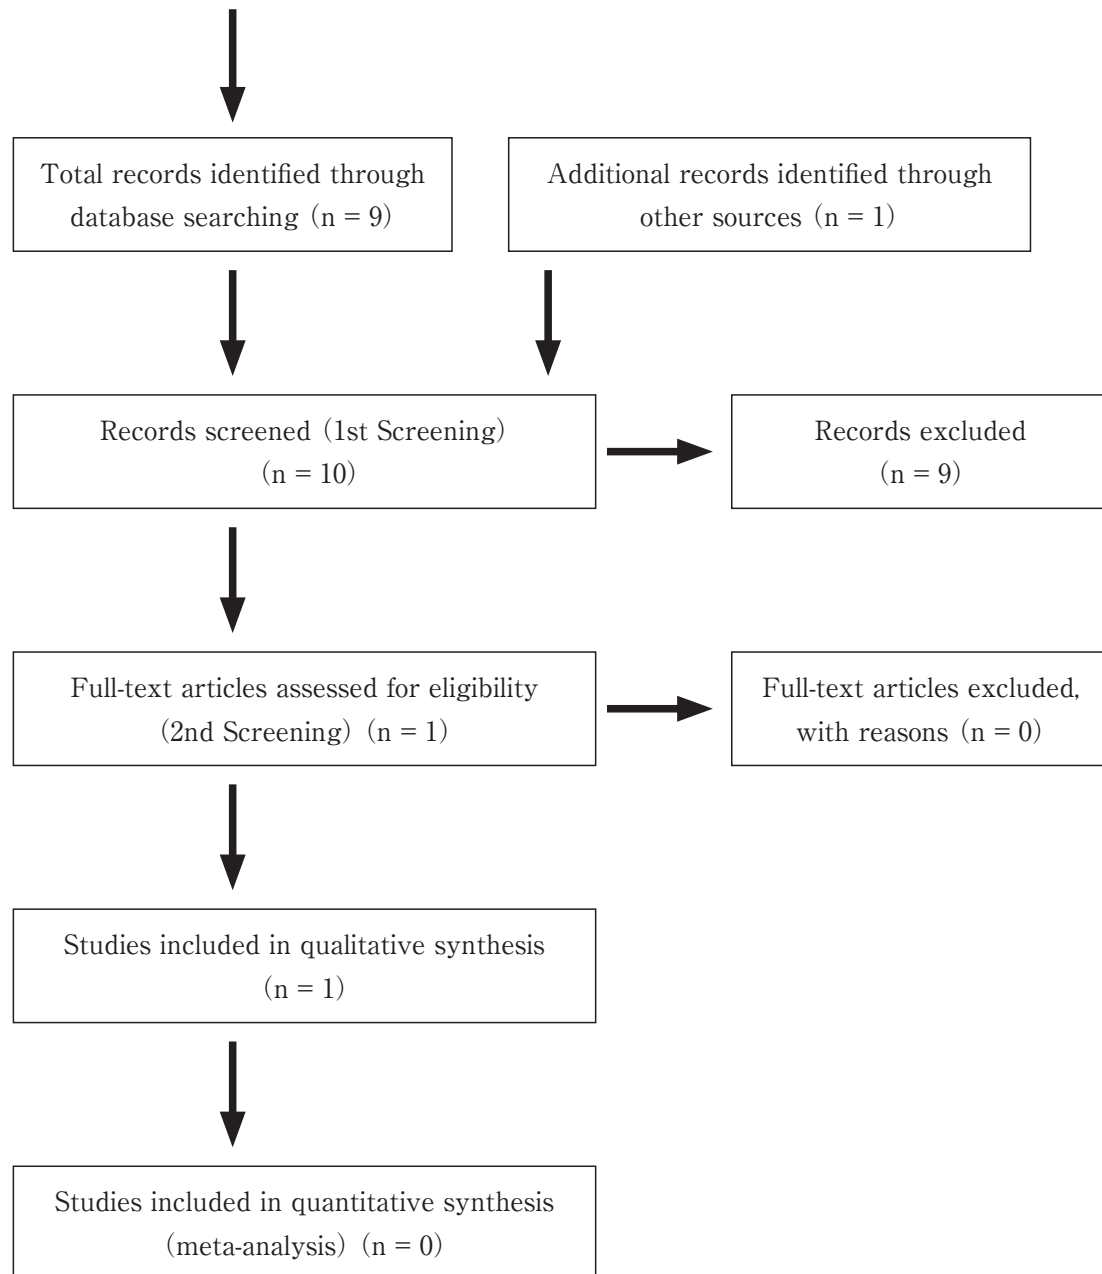 Total records identified through
database searching (n = 9)
Additional records identified through
other sources (n = 1)
Records screened (1st Screening)
(n = 10)
Records excluded
(n = 9)
Full-text articles assessed for eligibility
(2nd Screening) (n = 1)
Full-text articles excluded,
with reasons (n = 0)
Studies included in qualitative synthesis
(n = 1)
Studies included in quantitative synthesis
(meta-analysis) (n = 0)